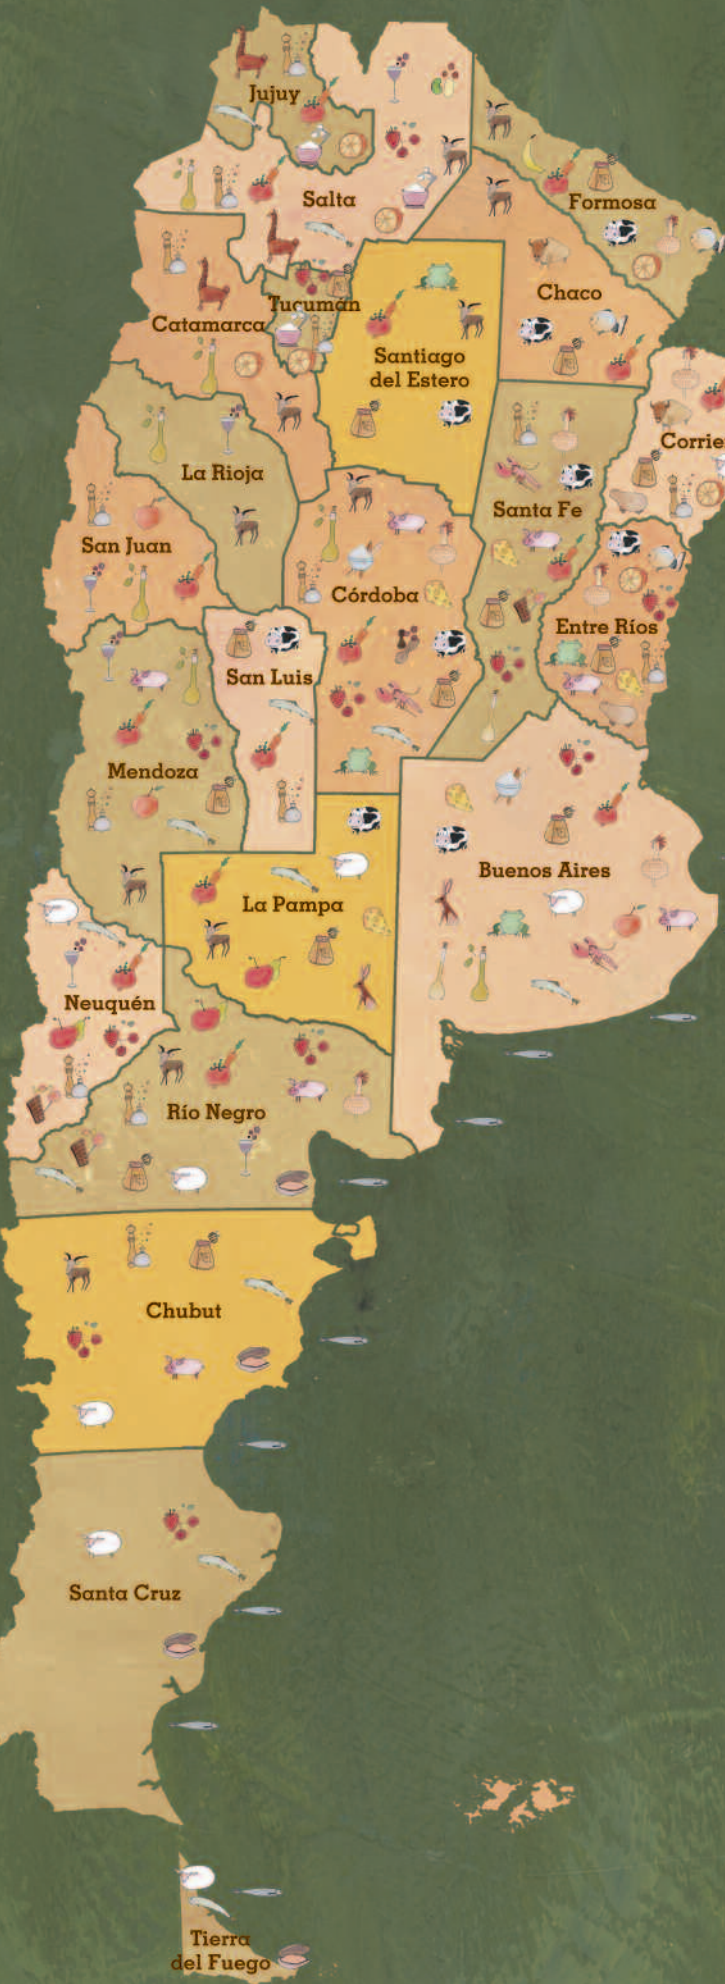 Jujuy
Salta
Formosa
Chaco
Tucumán
Catamarca
Santiago
del Estero
Corrie
La Rioja
Santa Fe
San Juan
Córdoba
Entre Ríos
San Luis
Mendoza
Buenos Aires
La Pampa
Neuquén
Río Negro
Chubut
Santa Cruz
Tierra
del Fuego